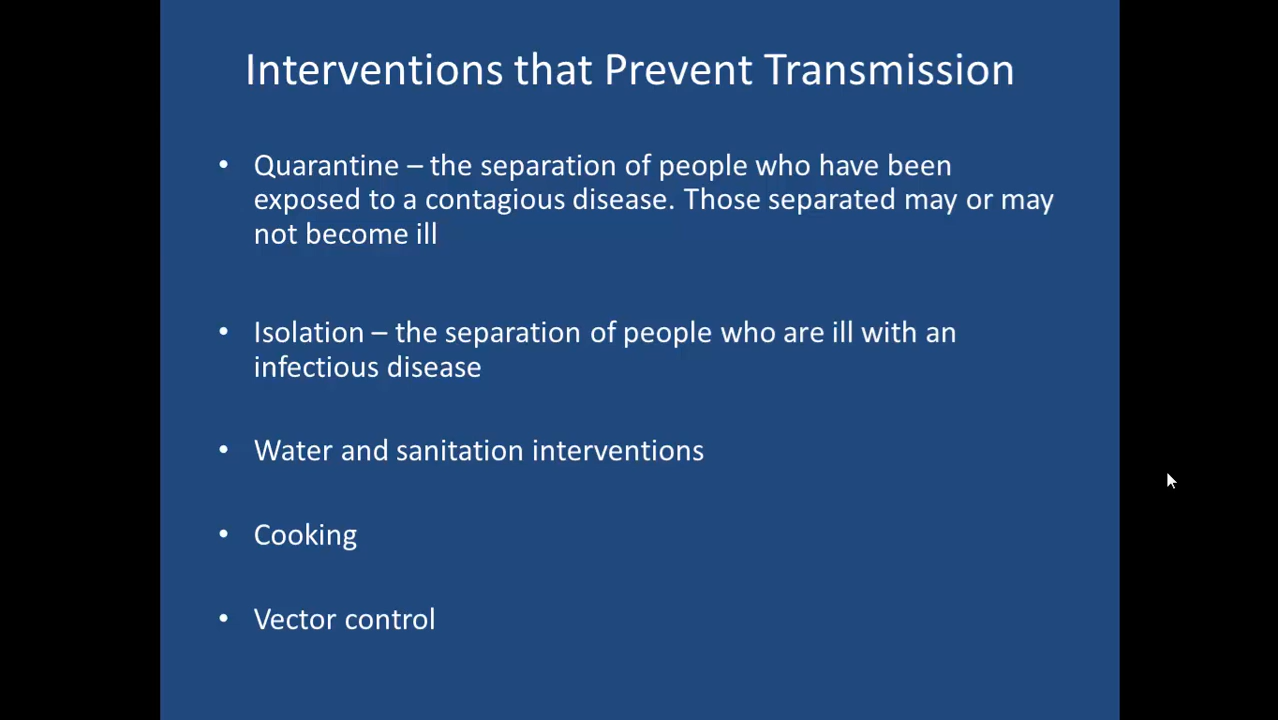 Interventions that Prevent Transmission
• Quarantine – the separation of people who have been
exposed to a contagious disease. Those separated may or may
not become ill
• Isolation – the separation of people who are ill with an
infectious disease
• Water and sanitation interventions
• Cooking
• Vector control